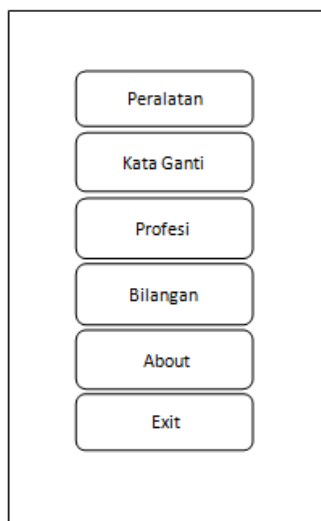 Peralatan
Kata Ganti
Profesi
Bilangan
About
Exit